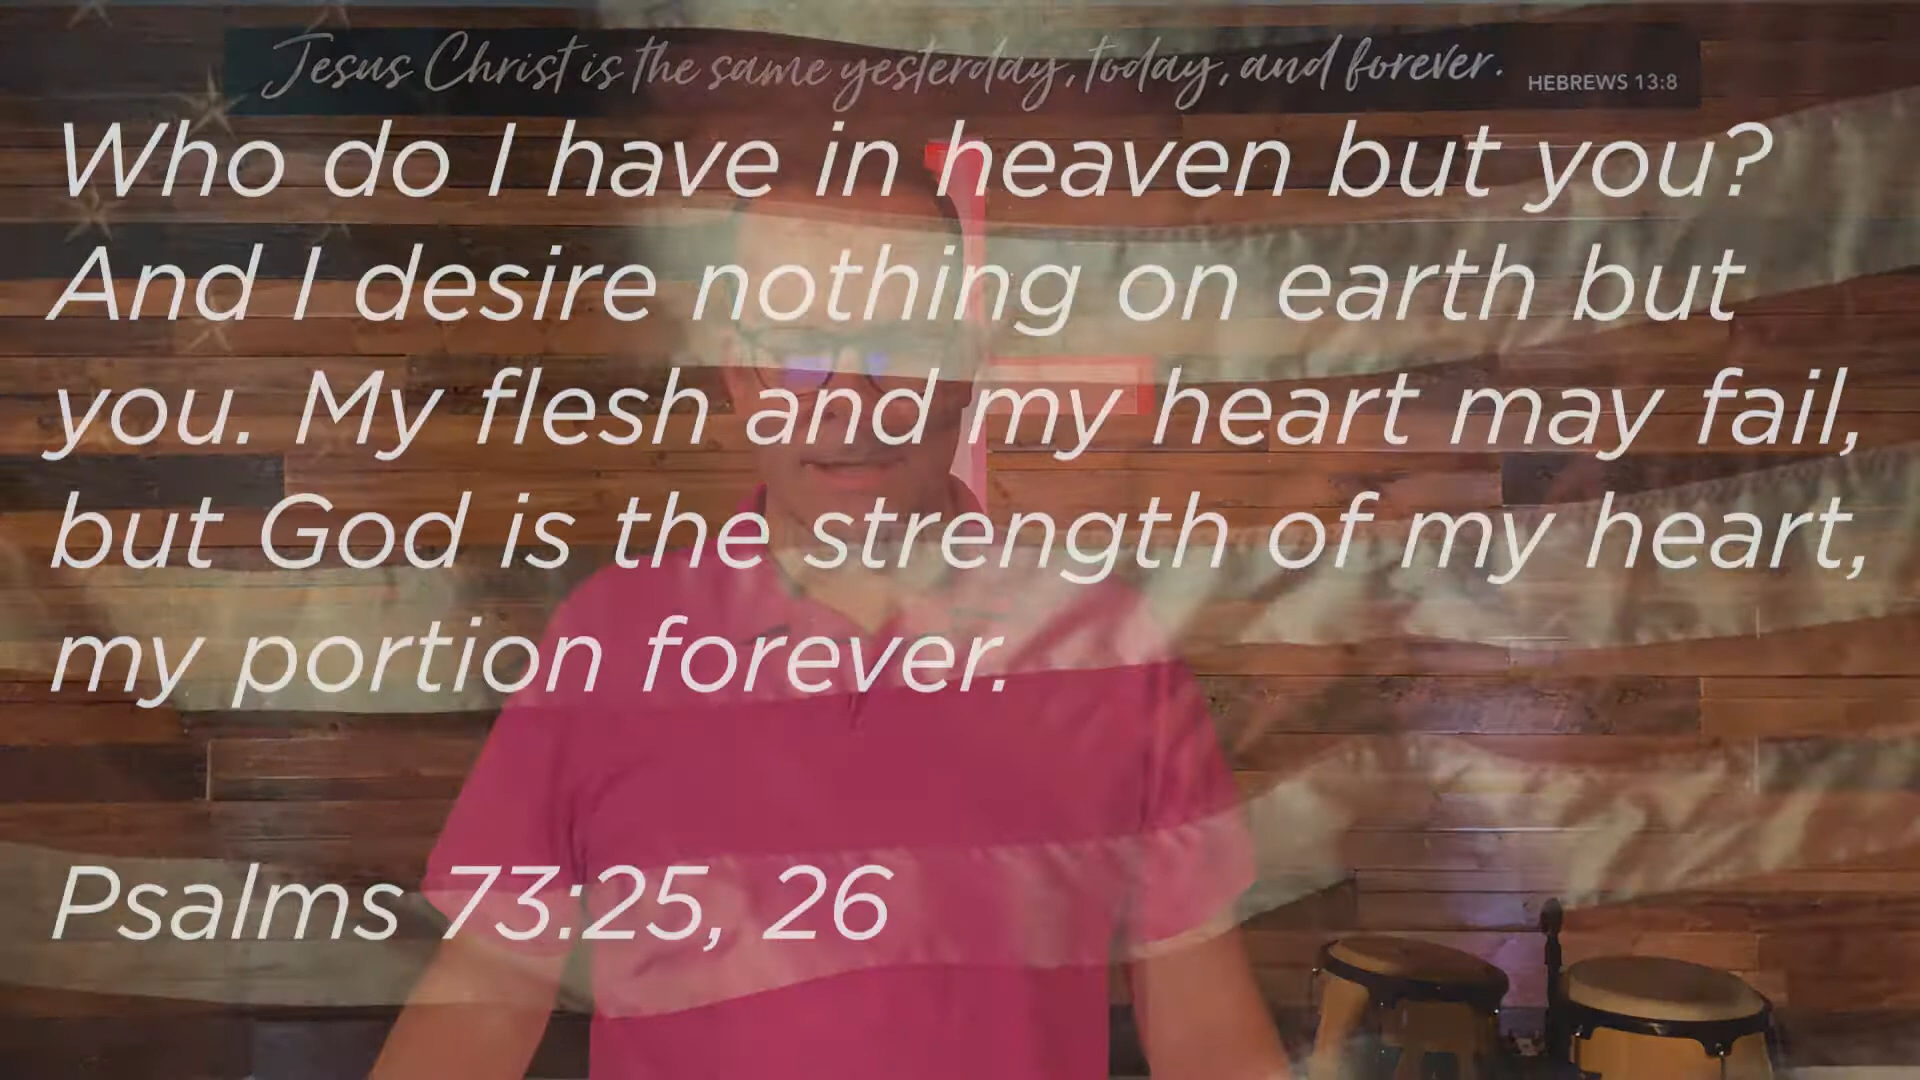 Jesus Christ is the same yesterday, today, and forever. HEBREWS 13:8
Who do I have in heaven but you?
And I desire nothing on earth but
you. My flesh and my heart may fail,
but God is the strength of my heart,
my portion forever.
Psalms 73:25, 26